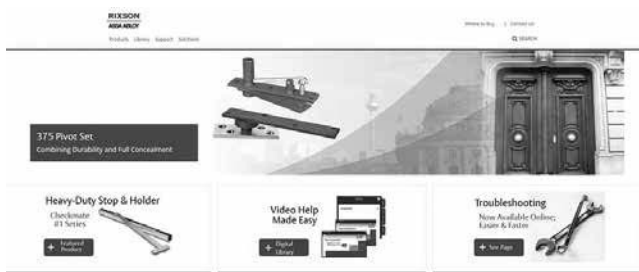 RIXSON
ASSA ABLOY
Where to Buy | Contact Us
Products Library Support Solutions
SEARCH
375 Pivot Set
Combining Durability and Full Concealment
Heavy-Duty Stop & Holder
Checkmate
#1 Series
+ Featured
Product
Video Help
Made Easy
+ Digital
Library
Troubleshooting
Now Available Online;
Easier & Faster
+ See Page